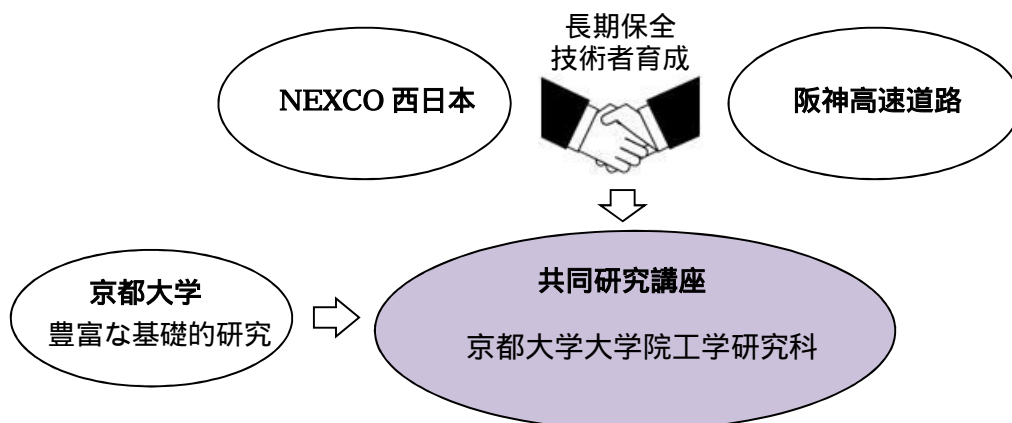 長期保全
技術者育成
NEXCO 西日本
阪神高速道路
京都大学
豊富な基礎的研究
共同研究講座
京都大学大学院工学研究科